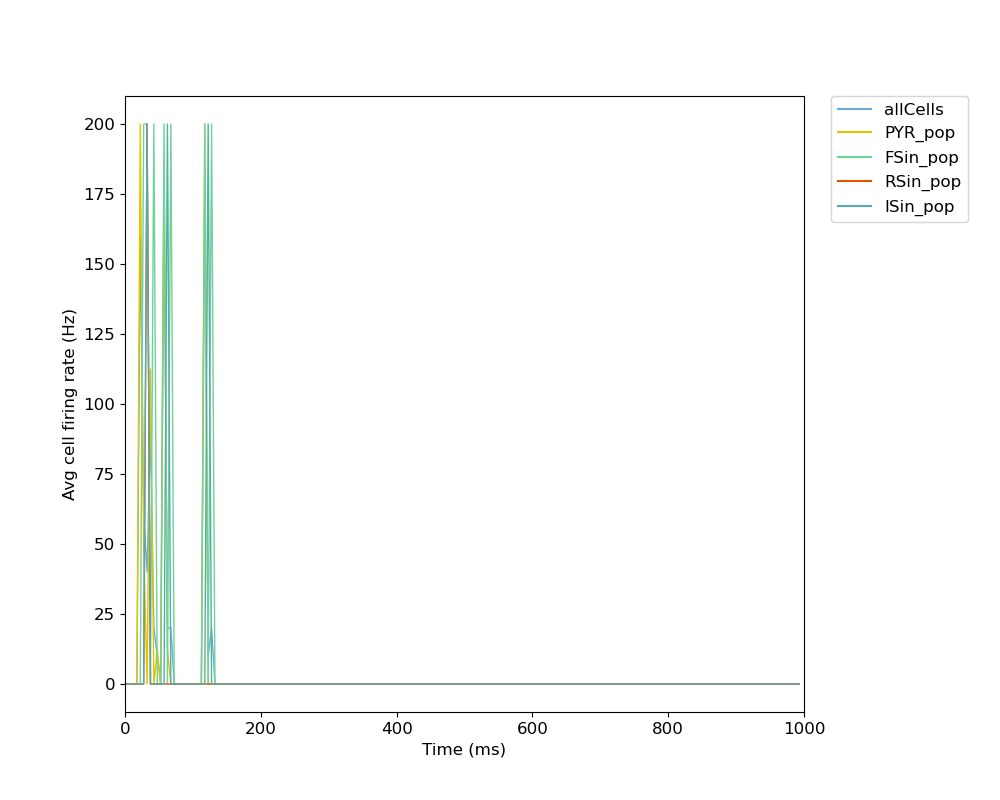 allCells
PYR_pop
FSin_pop
RSin_pop
ISin_pop
Avg cell firing rate (Hz)
200
175
150
125
100
75
50
25
0
0 200 400 600 800 1000
Time (ms)